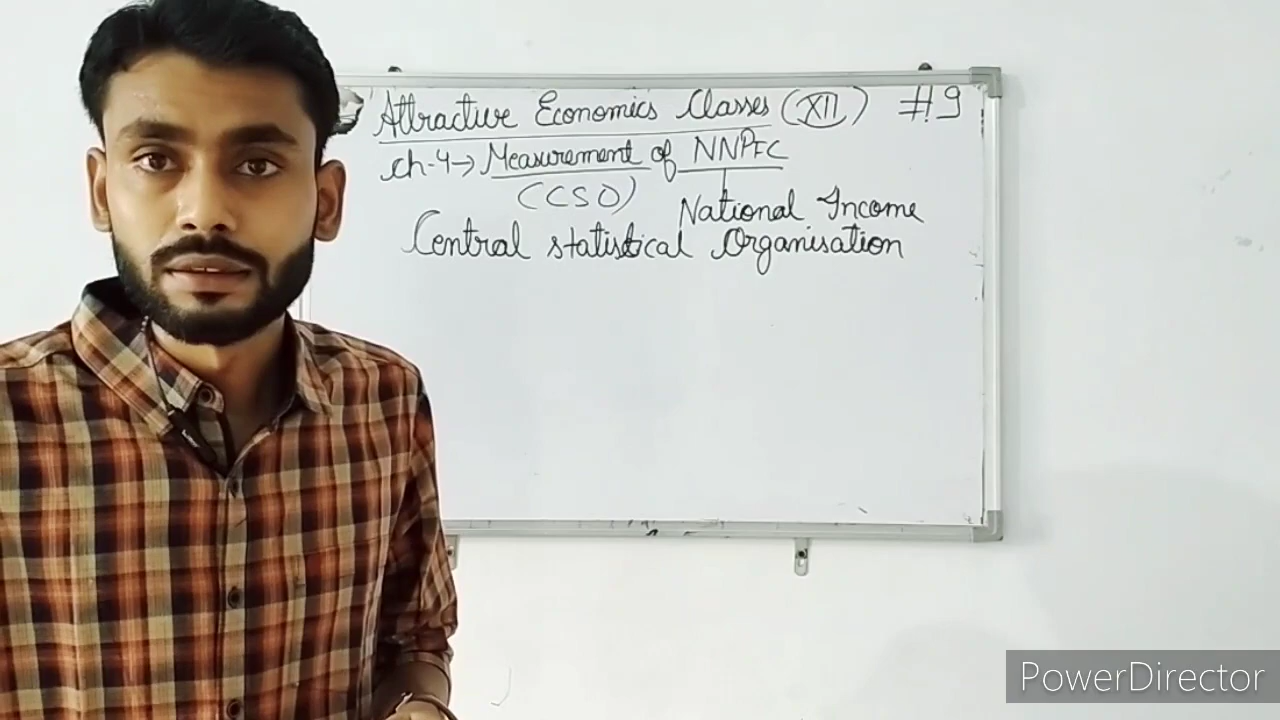 Attractive Economics Classes (XII) #9
Ch-4→ Measurement of NNPFC
(CSO) National Income
Central statistical Organisation
PowerDirector